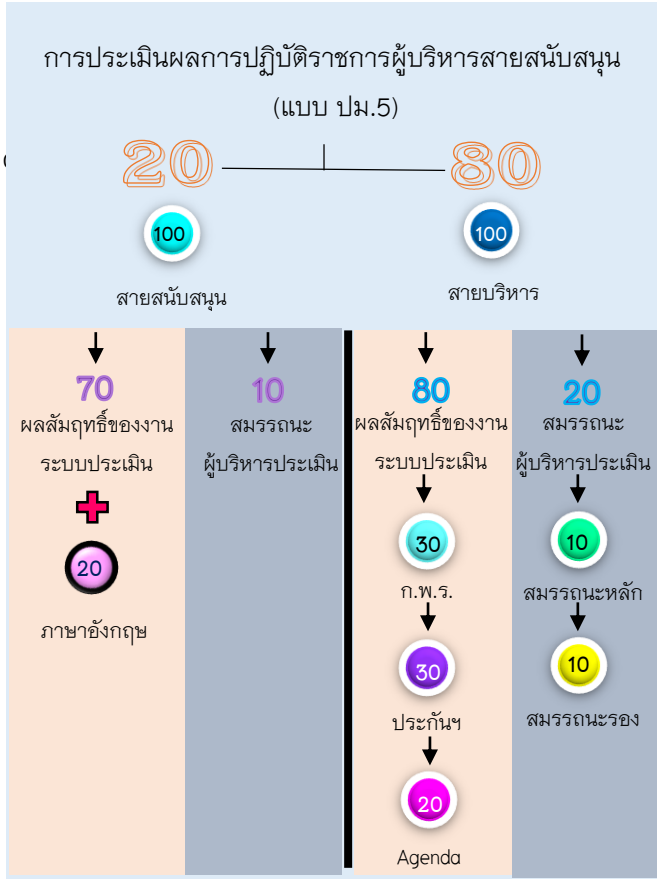 การประเมินผลการปฏิบัติราชการผู้บริหารสายสนับสนุน
(แบบ ปม.5)
20
80
100
100
สายสนับสนุน
สายบริหาร
70
ผลสัมฤทธิ์ของงาน
ระบบประเมิน
20
ภาษาอังกฤษ
10
สมรรถนะ
ผู้บริหารประเมิน
80
ผลสัมฤทธิ์ของงาน
ระบบประเมิน
30
ก.พ.ร.
30
ประกันฯ
20
Agenda
20
สมรรถนะ
ผู้บริหารประเมิน
10
สมรรถนะหลัก
10
สมรรถนะรอง